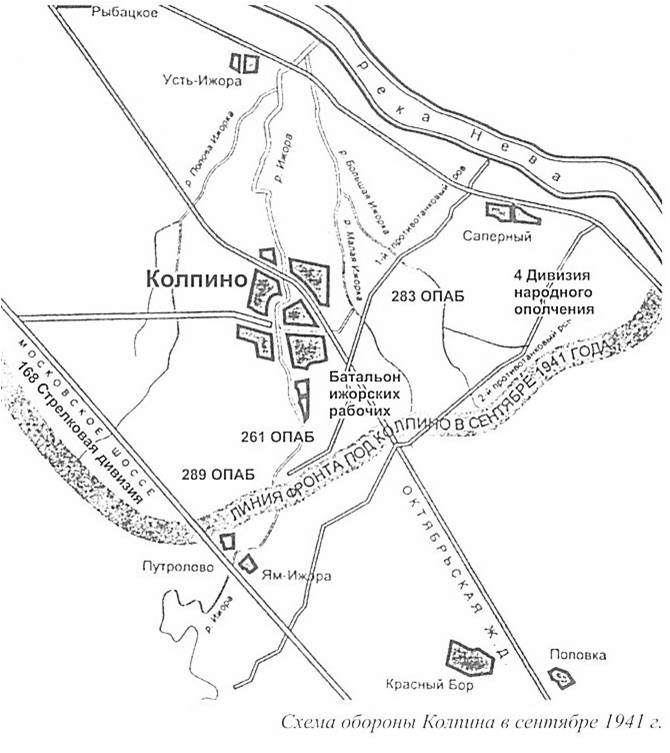 Рыбацкое
Усть-Ижора
река Нева
р. Попова Ижорка
р. Ижора
р. Большая Ижорка
р. Малая Ижорка
1-й противотанковый ров
Саперный
Колпино
283 ОПАБ
4 Дивизия
народного
ополчения
2-й противотанковый ров
МОСКОВСКОЕ ШОССЕ
168 Стрелковая дивизия
Батальон
ижорских
рабочих
261 ОПАБ
289 ОПАБ
ЛИНИЯ ФРОНТА ПОД КОЛПИНО В СЕНТЯБРЕ 1941 ГОДА
Путролово
Ям-Ижора
р. Ижора
ОКТЯБРЬСКАЯ Ж.Д.
Красный Бор
Поповка
Схема обороны Колпина в сентябре 1941 г.